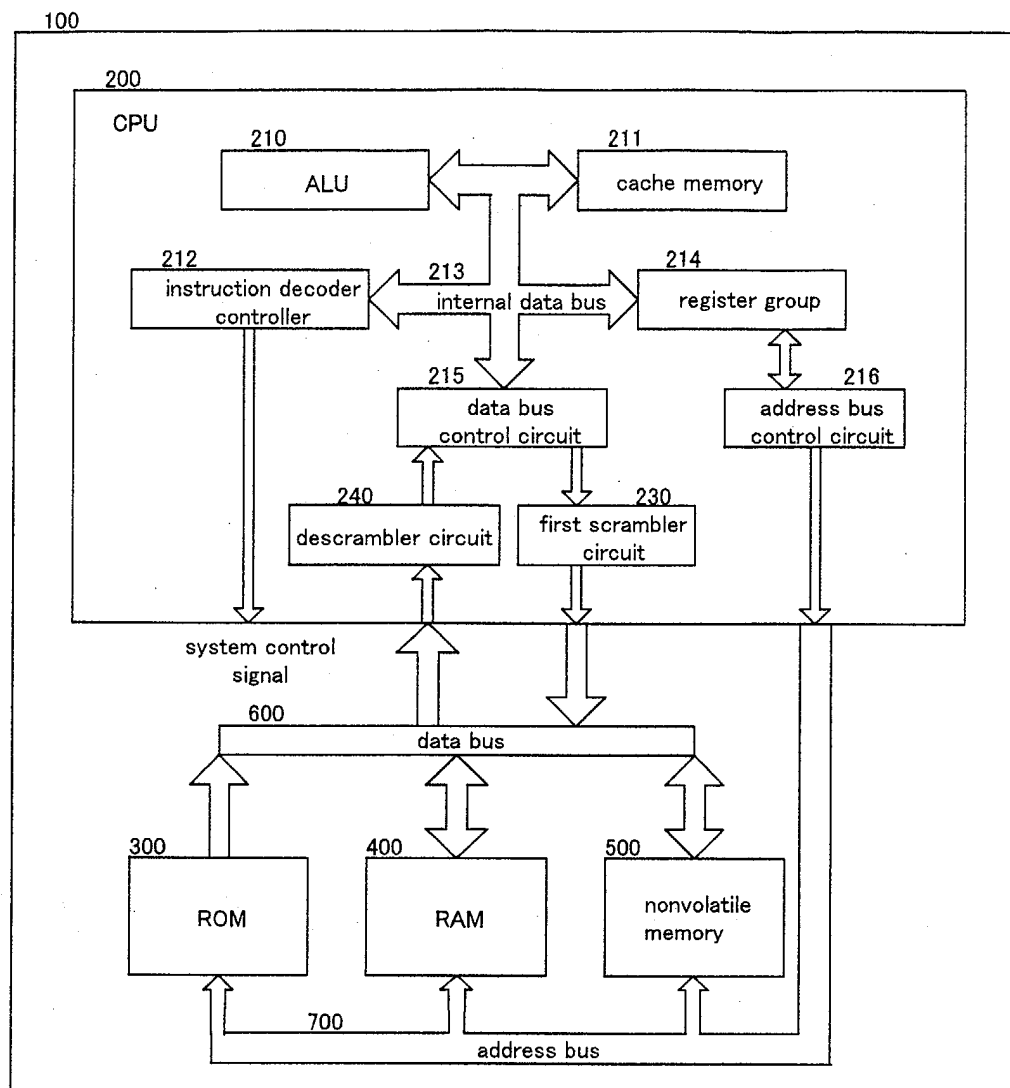 100
200
CPU
210
ALU
211
cache memory
212
instruction decoder
controller
213
internal data bus
214
register group
215
data bus
control circuit
216
address bus
control circuit
240
descrambler circuit
230
first scrambler
circuit
system control
signal
600
data bus
300
ROM
400
RAM
500
nonvolatile
memory
700
address bus